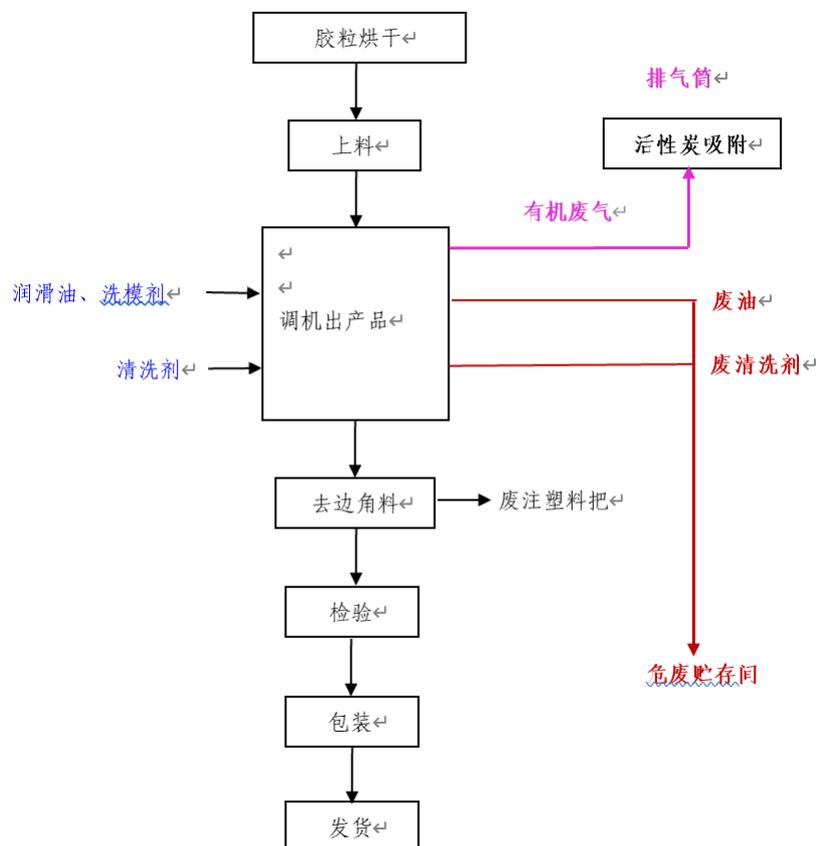 胶粒烘干↵
排气筒↵
上料↵
活性炭吸附↵
有机废气↵
↵
↵
润滑油、洗模剂↵
调机出产品↵
废油↵
清洗剂↵
废清洗剂↵
去边角料↵
废注塑料把↵
检验↵
危废贮存间
包装↵
发货↵